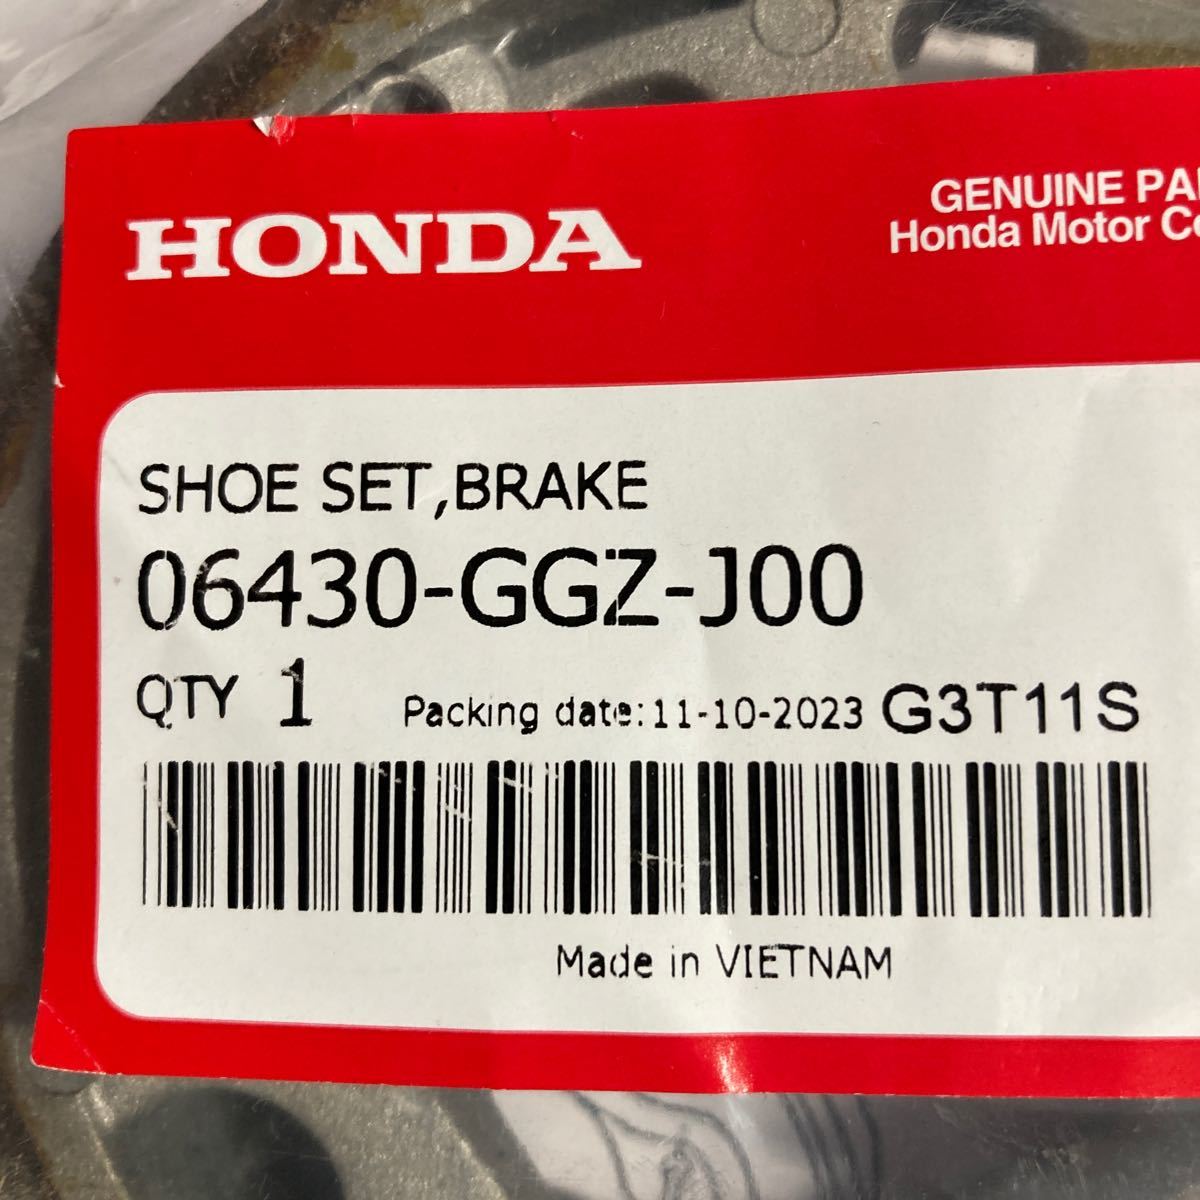 HONDA
GENUINE
Honda Motor
SHOE SET,BRAKE
06430-GGZ-J00
QTY 1 Packing date:11-10-2023 G3T11S
Made in VIETNAM